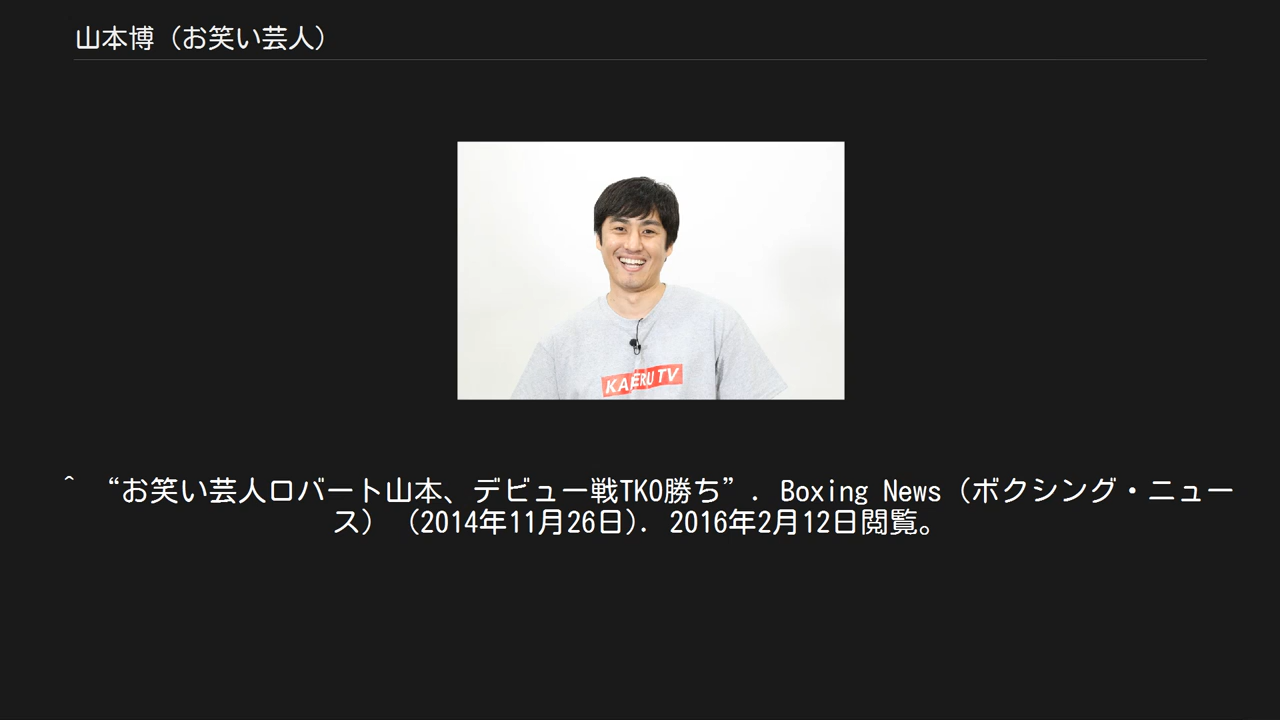 山本博（お笑い芸人）
KAERU TV
^ “お笑い芸人ロバート山本、デビュー戦TKO勝ち”. Boxing News（ボクシング・ニュー
ス） (2014年11月26日). 2016年2月12日閲覧。